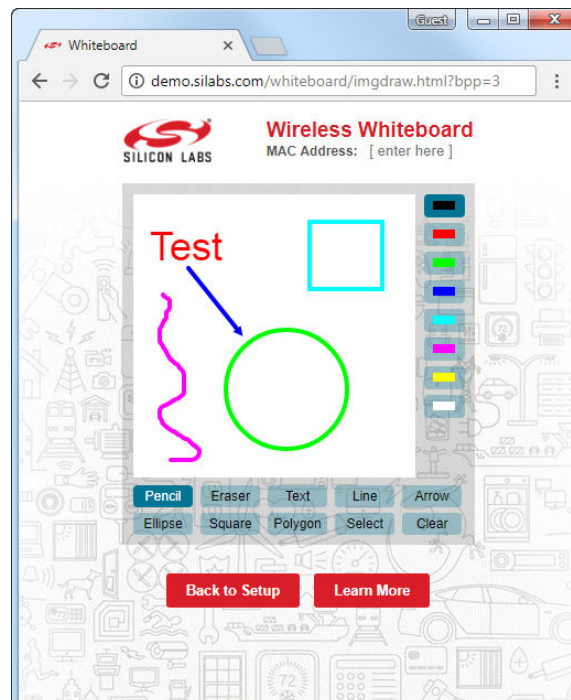 Guest
Whiteboard
demo.silabs.com/whiteboard/imgdraw.html?bpp=3
SILICON LABS
Wireless Whiteboard
MAC Address: [ enter here ]
Test
Pencil Eraser Text Line Arrow
Ellipse Square Polygon Select Clear
Back to Setup Learn More
72